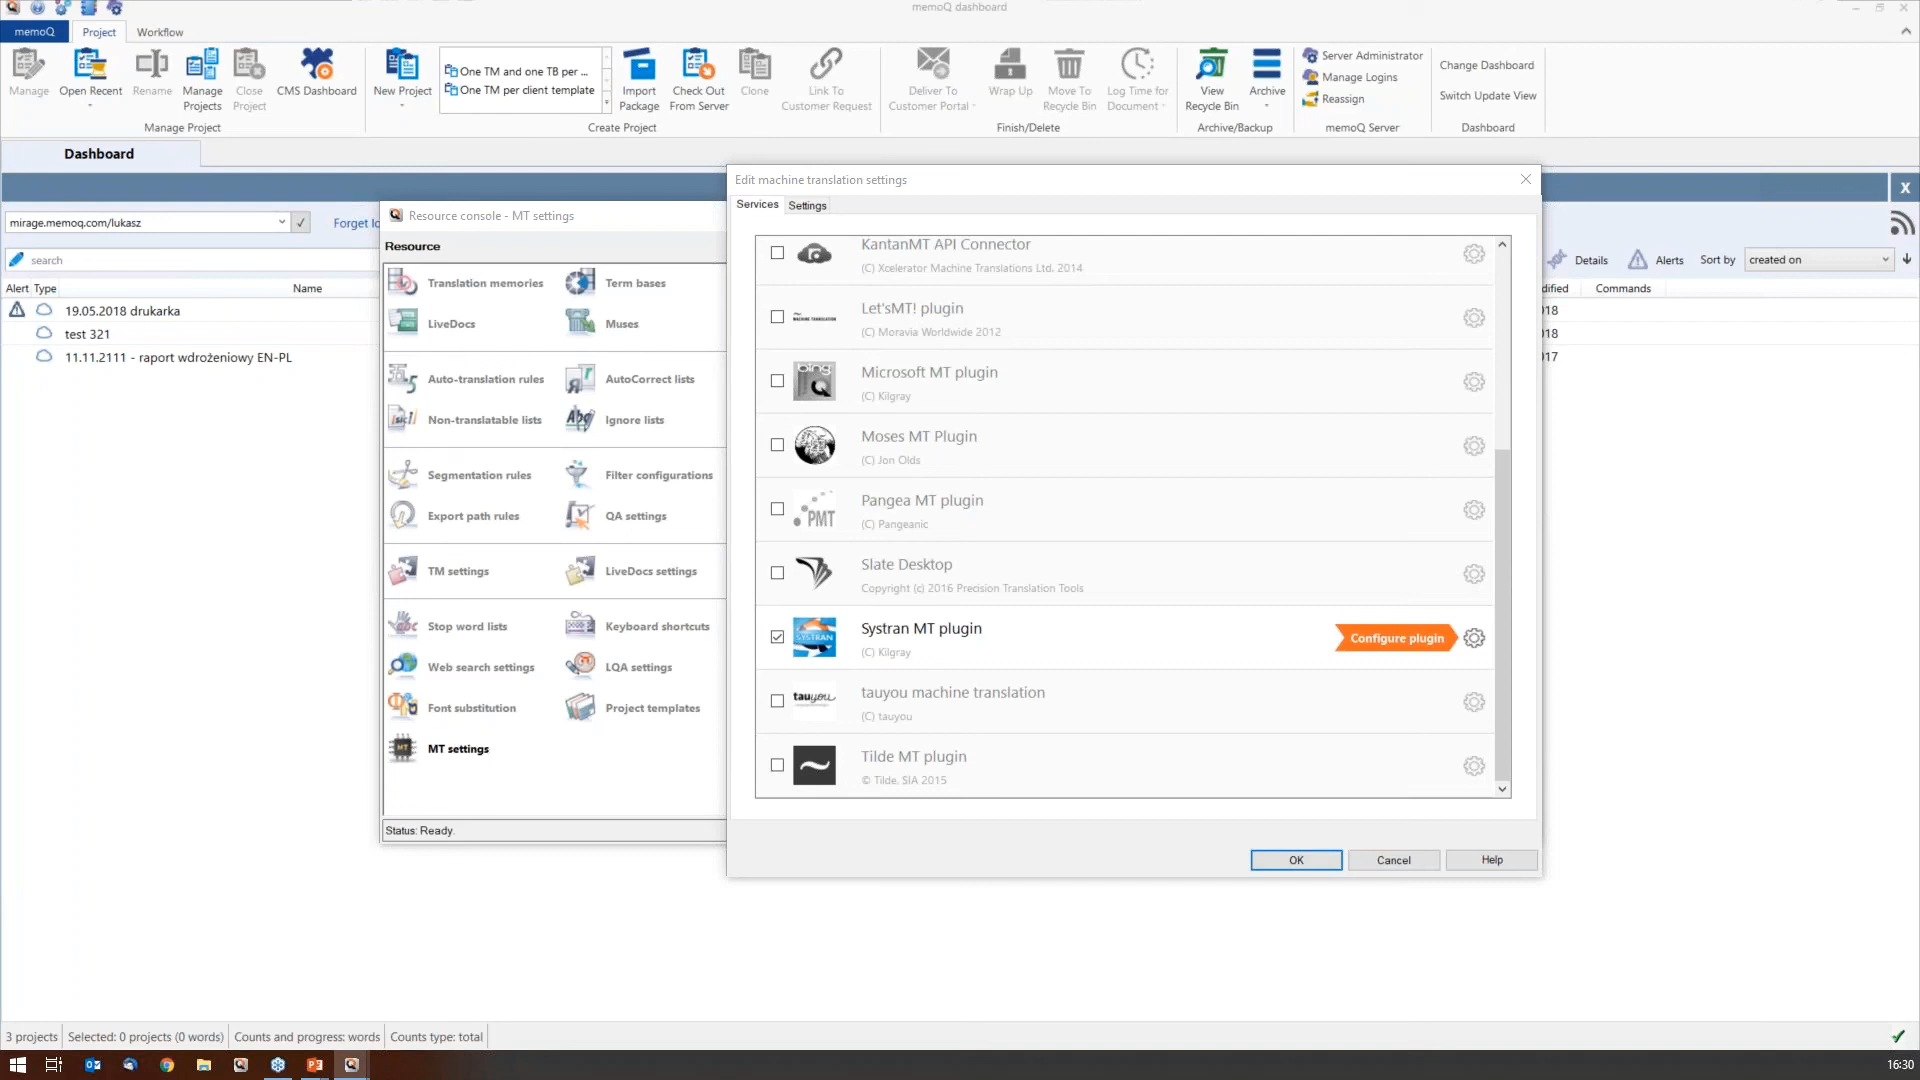 memoQ dashboard
memoQ
Project
Workflow
Manage
Open Recent
Rename
Manage Projects
Close Project
CMS Dashboard
New Project
One TM and one TB per ...
One TM per client template
Import Package
Check Out From Server
Clone
Link To Customer Request
Deliver To Customer Portal
Wrap Up
Move To Recycle Bin
Log Time for Document
View Recycle Bin
Archive
Server Administrator
Manage Logins
Reassign
Change Dashboard
Switch Update View
Manage Project
Create Project
Finish/Delete
Archive/Backup
memoQ Server
Dashboard
Dashboard
X
mirage.memoq.com/lukasz
Forget lo
search
Details
Alerts
Sort by
created on
Alert Type Name
dified
Commands
19.05.2018 drukarka
18
test 321
18
11.11.2111 - raport wdrożeniowy EN-PL
17
Resource console - MT settings
Resource
Translation memories
Term bases
LiveDocs
Muses
Auto-translation rules
AutoCorrect lists
Non-translatable lists
Ignore lists
Segmentation rules
Filter configurations
Export path rules
QA settings
TM settings
LiveDocs settings
Stop word lists
Keyboard shortcuts
Web search settings
LQA settings
Font substitution
Project templates
MT
MT settings
Status: Ready.
Edit machine translation settings
Services
Settings
KantanMT API Connector
(C) Xcelerator Machine Translations Ltd. 2014
MACHINE TRANSLATION
Let'sMT! plugin
(C) Moravia Worldwide 2012
bing
Microsoft MT plugin
(C) Kilgray
Moses MT Plugin
(C) Jon Olds
PMT
Pangea MT plugin
(C) Pangeanic
Slate Desktop
Copyright (c) 2016 Precision Translation Tools
SYSTRAN
Systran MT plugin
(C) Kilgray
Configure plugin
tauyou
tauyou machine translation
(C) tauyou
Tilde MT plugin
© Tilde, SIA 2015
OK
Cancel
Help
3 projects
Selected: 0 projects (0 words)
Counts and progress: words
Counts type: total
16:30